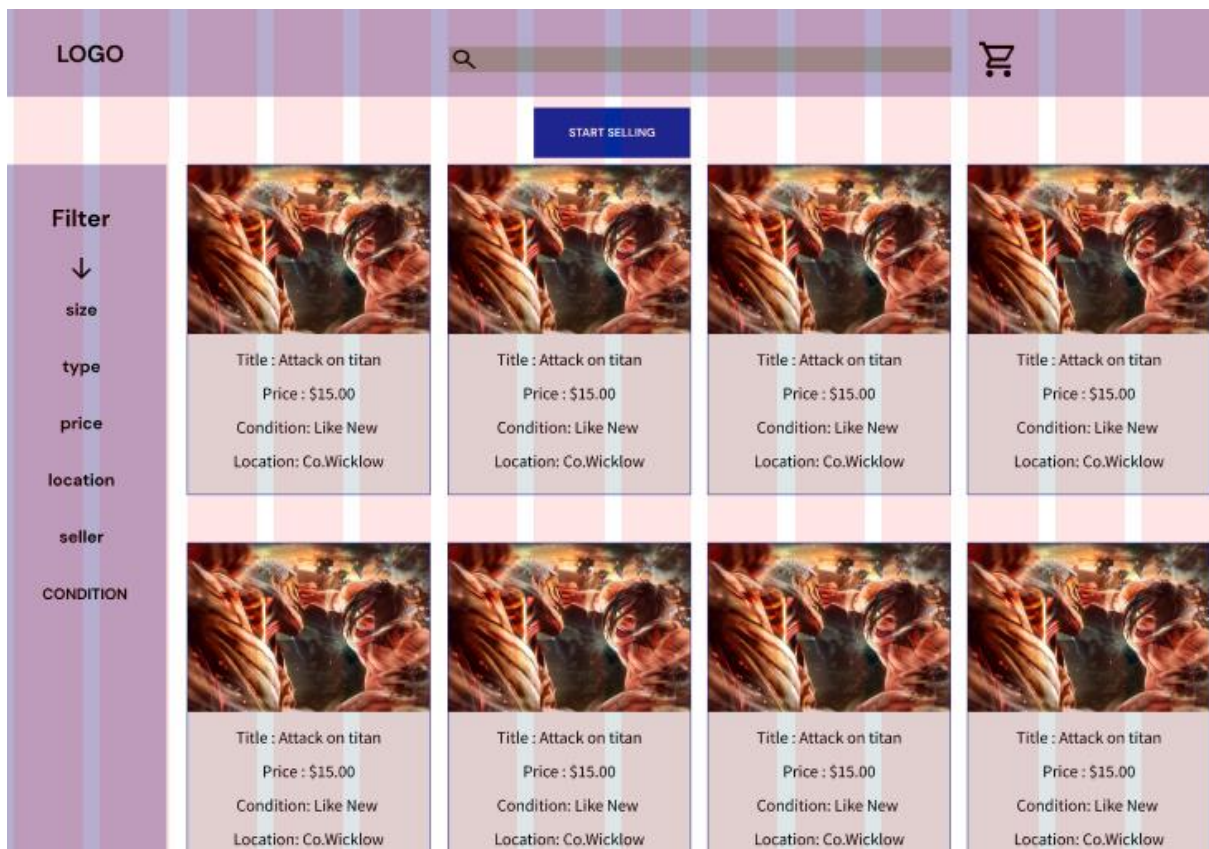 LOGO
START SELLING
Filter
size
type
price
location
seller
CONDITION
Title : Attack on titan
Price : $15.00
Condition: Like New
Location: Co.Wicklow
Title : Attack on titan
Price : $15.00
Condition: Like New
Location: Co.Wicklow
Title : Attack on titan
Price : $15.00
Condition: Like New
Location: Co.Wicklow
Title : Attack on titan
Price : $15.00
Condition: Like New
Location: Co.Wicklow
Title : Attack on titan
Price : $15.00
Condition: Like New
Location: Co.Wicklow
Title : Attack on titan
Price : $15.00
Condition: Like New
Location: Co.Wicklow
Title : Attack on titan
Price : $15.00
Condition: Like New
Location: Co.Wicklow
Title : Attack on titan
Price : $15.00
Condition: Like New
Location: Co.Wicklow